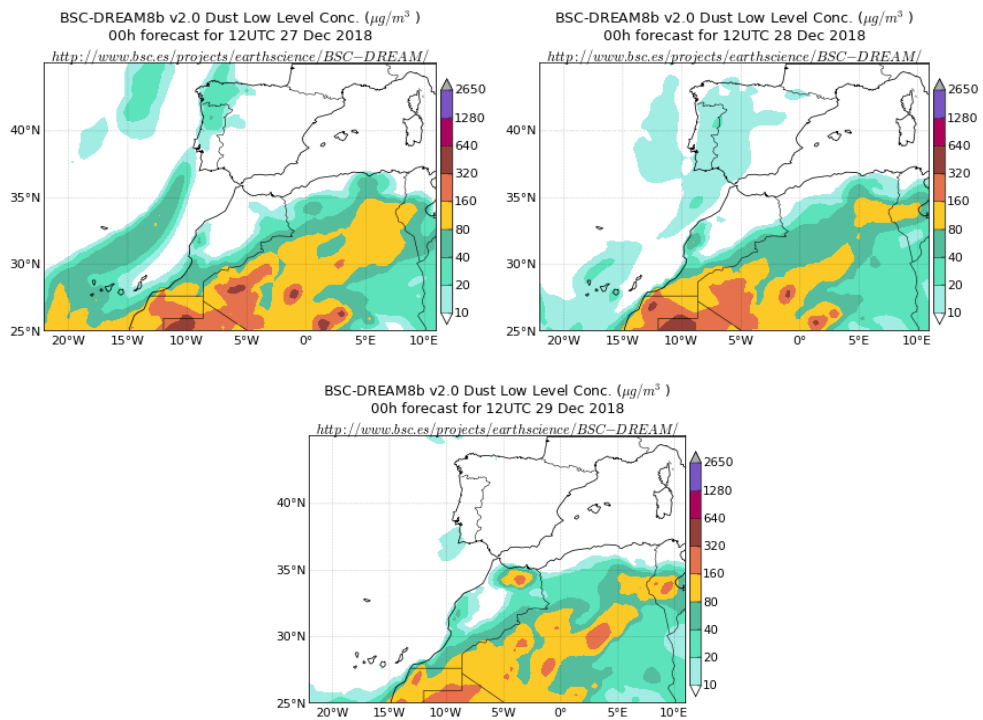 BSC-DREAM8b v2.0 Dust Low Level Conc. (μg/m³ )
00h forecast for 12UTC 27 Dec 2018
http://www.bsc.es/projects/earthscience/BSC−DREAM/
40°N
35°N
30°N
25°N
20°W
15°W
10°W
5°W
0°E
5°E
10°E
2650
1280
640
320
160
80
40
20
10
BSC-DREAM8b v2.0 Dust Low Level Conc. (μg/m³ )
00h forecast for 12UTC 28 Dec 2018
http://www.bsc.es/projects/earthscience/BSC−DREAM/
40°N
35°N
30°N
25°N
20°W
15°W
10°W
5°W
0°E
5°E
10°E
2650
1280
640
320
160
80
40
20
10
BSC-DREAM8b v2.0 Dust Low Level Conc. (μg/m³ )
00h forecast for 12UTC 29 Dec 2018
http://www.bsc.es/projects/earthscience/BSC−DREAM/
40°N
35°N
30°N
25°N
20°W
15°W
10°W
5°W
0°E
5°E
10°E
2650
1280
640
320
160
80
40
20
10